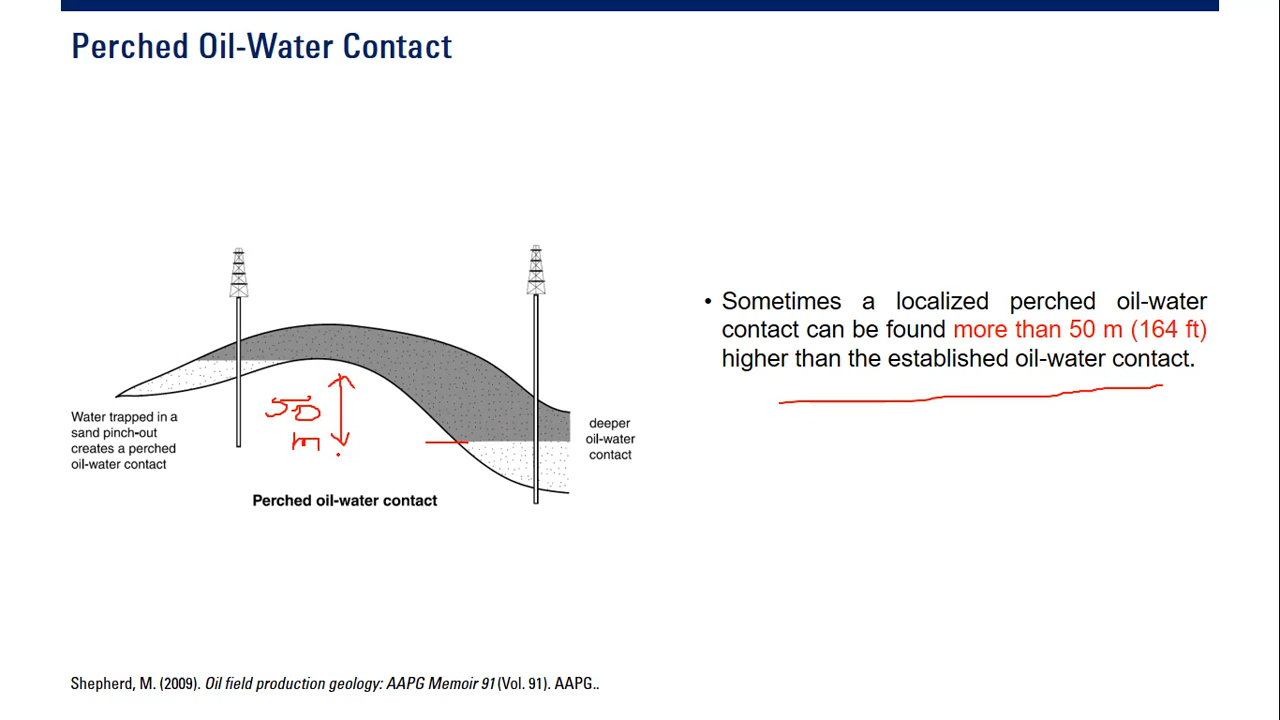 Perched Oil-Water Contact
• Sometimes a localized perched oil-water
contact can be found more than 50 m (164 ft)
higher than the established oil-water contact.
50
m
Water trapped in a
sand pinch-out
creates a perched
oil-water contact
deeper
oil-water
contact
Perched oil-water contact
Shepherd, M. (2009). Oil field production geology: AAPG Memoir 91 (Vol. 91). AAPG..